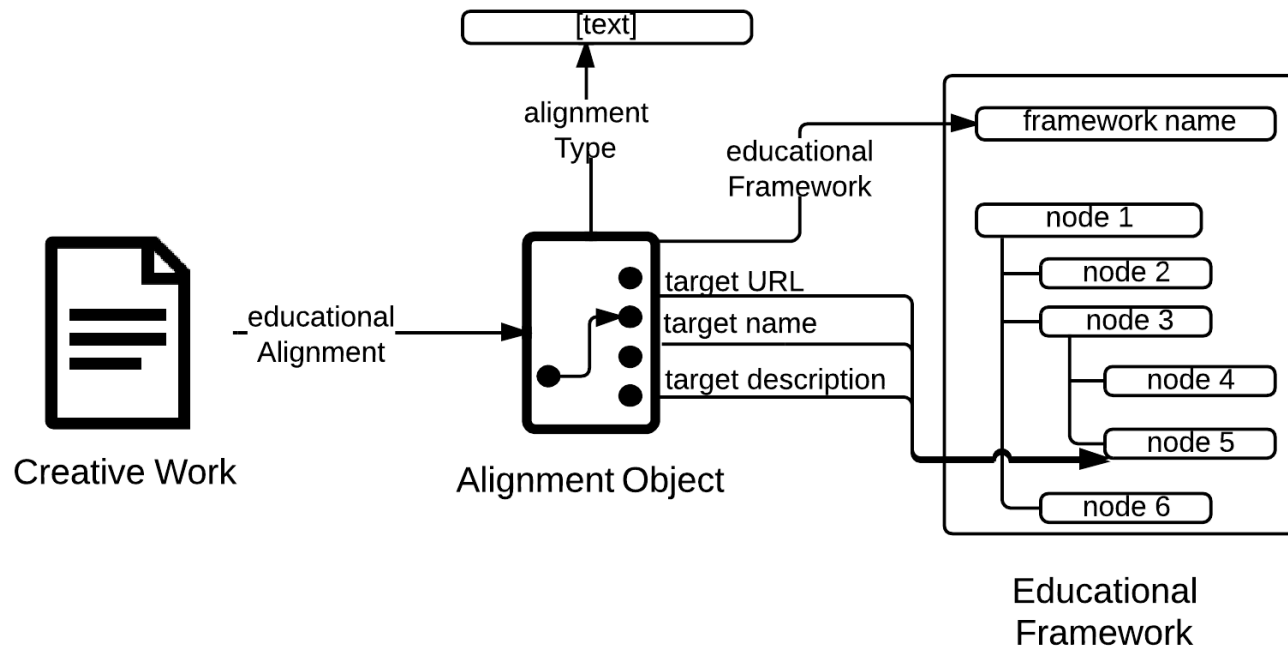 [text]
alignment
Type
educational
Framework
framework name
node 1
node 2
node 3
node 4
node 5
node 6
target URL
target name
target description
educational
Alignment
Creative Work
Alignment Object
Educational
Framework